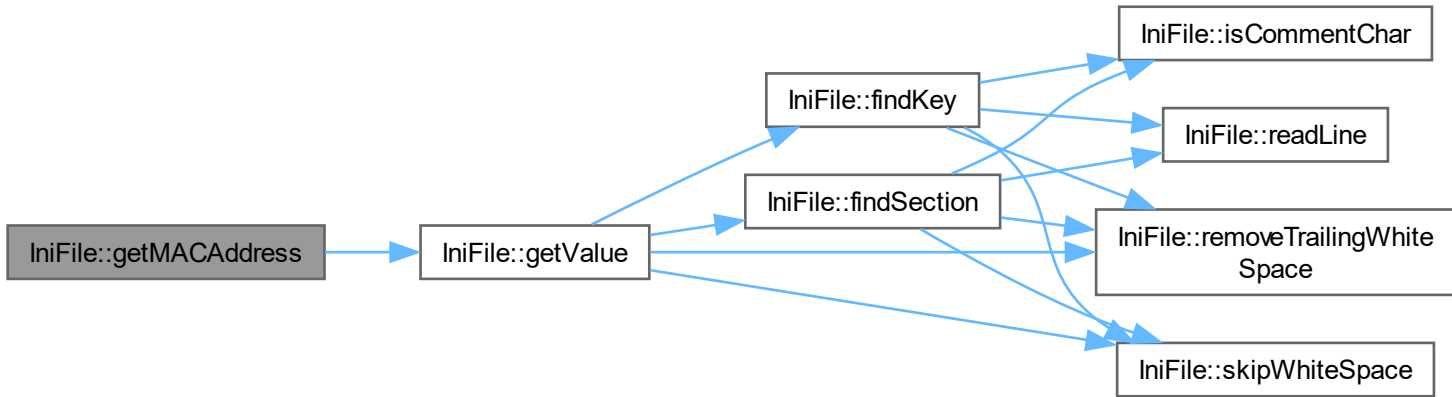 IniFile::isCommentChar
IniFile::findKey
IniFile::readLine
IniFile::findSection
IniFile::getMACAddress
IniFile::getValue
IniFile::removeTrailingWhite
Space
IniFile::skipWhiteSpace